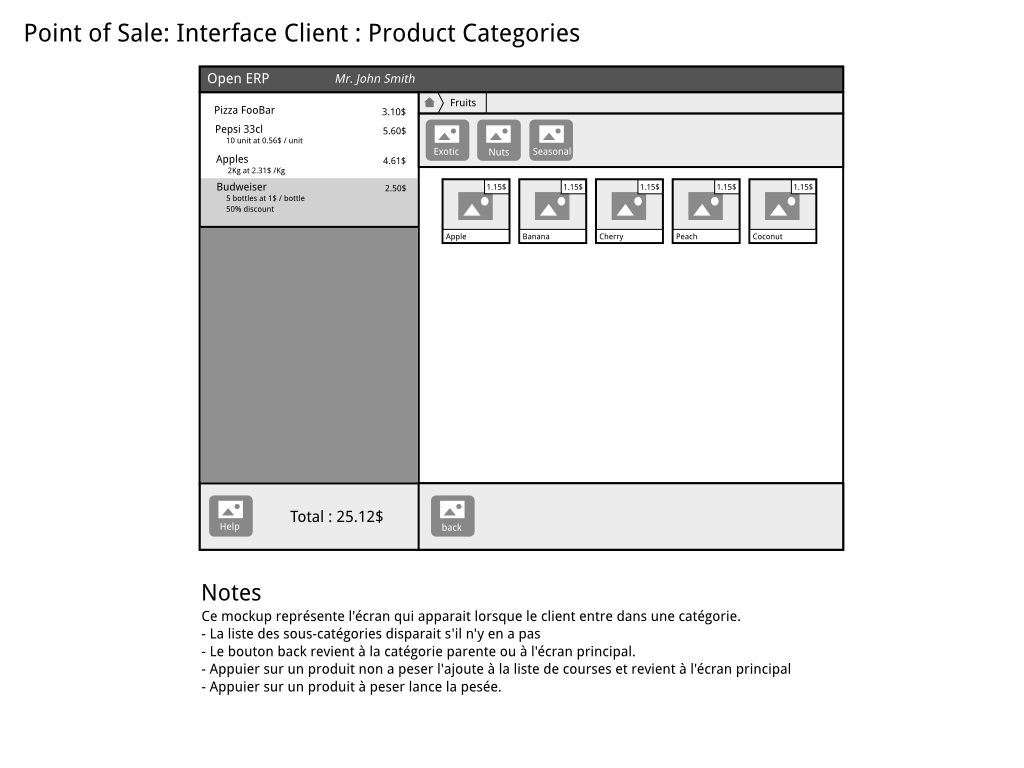 Point of Sale: Interface Client : Product Categories
Open ERP Mr. John Smith
Pizza FooBar 3.10$
Pepsi 33cl 5.60$
10 unit at 0.56$ / unit
Apples 4.61$
2Kg at 2.31$ /Kg
Budweiser 2.50$
5 bottles at 1$ / bottle
50% discount
Fruits
Exotic Nuts Seasonal
1.15$ 1.15$ 1.15$ 1.15$ 1.15$
Apple Banana Cherry Peach Coconut
Help Total : 25.12$ back
Notes
Ce mockup représente l'écran qui apparait lorsque le client entre dans une catégorie.
- La liste des sous-catégories disparait s'il n'y en a pas
- Le bouton back revient à la catégorie parente ou à l'écran principal.
- Appuier sur un produit non a peser l'ajoute à la liste de courses et revient à l'écran principal
- Appuier sur un produit à peser lance la pesée.